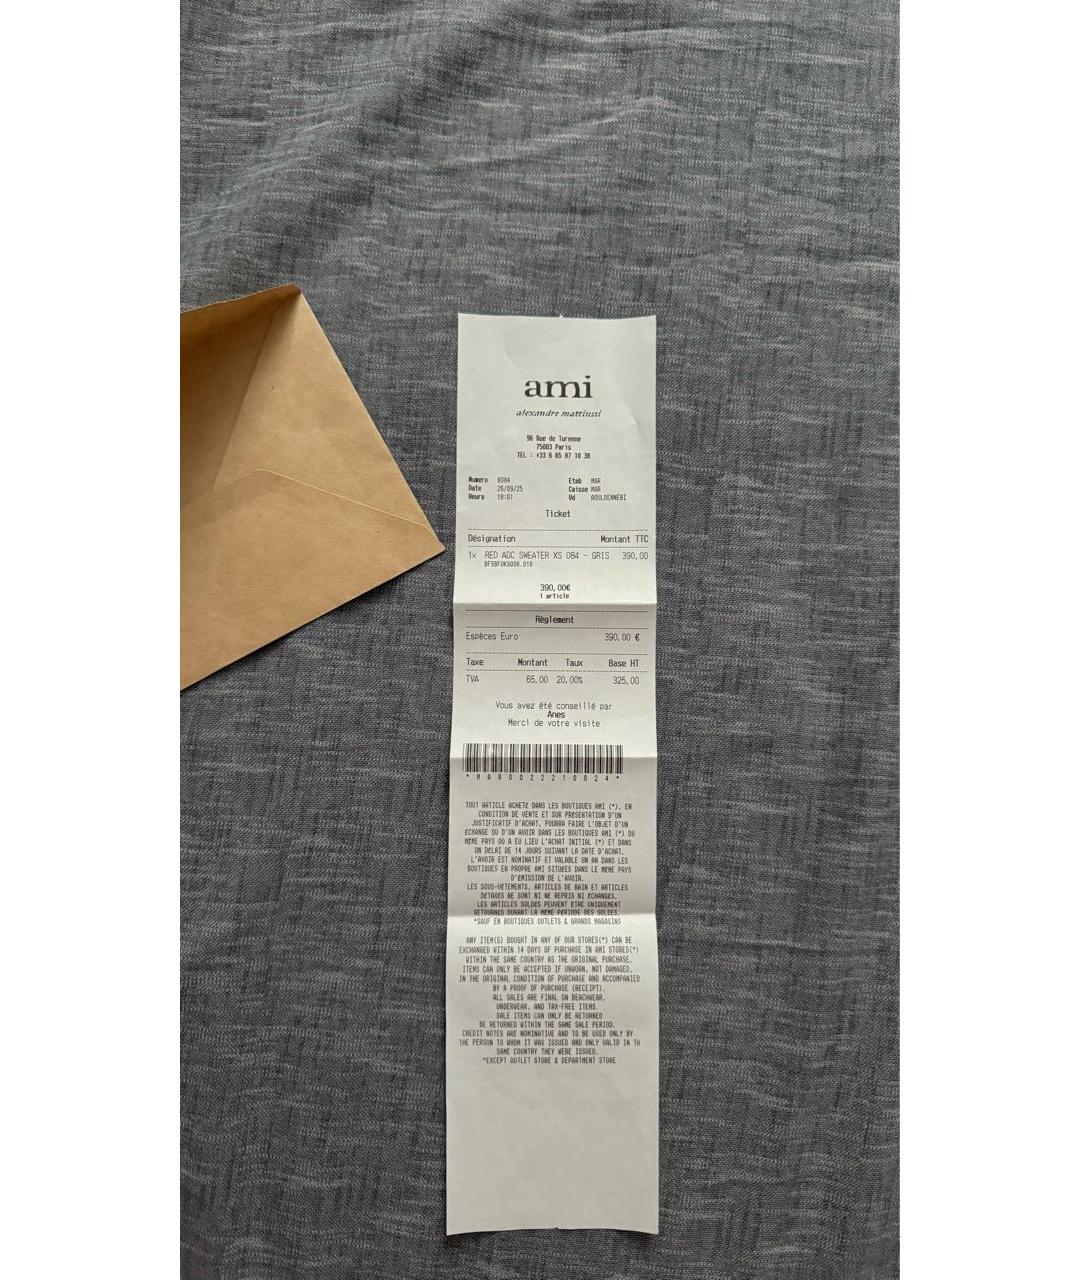 ami
alexandre mattiussi
96 Rue de Turenne
75003 Paris
TEL : +33 6 65 87 10 38
Numero 8084 Etab MAR
Date 26/09/25 Caisse MAR
Heure 18:01 Vd AOULDENNEBI
Ticket
Désignation Montant TTC
1x RED ADC SWEATER XS 084 - GRIS 390,00
BFSBFUKS006.018
390,00€
1 article
Règlement
Espèces Euro 390,00 €
Taxe Montant Taux Base HT
TVA 65,00 20,00% 325,00
Vous avez été conseillé par
Anes
Merci de votre visite
*MAR0022210024*
TOUT ARTICLE ACHETE DANS LES BOUTIQUES AMI (*), EN
CONDITION DE VENTE ET SUR PRESENTATION D'UN
JUSTIFICATIF D'ACHAT, POURRA FAIRE L'OBJET D'UN
ECHANGE OU D'UN AVOIR DANS LES BOUTIQUES AMI (*) DU
MEME PAYS OU A EU LIEU L'ACHAT INITIAL (*) ET DANS
UN DELAI DE 14 JOURS SUIVANT LA DATE D'ACHAT.
L'AVOIR EST NOMINATIF ET VALABLE UN AN DANS LES
BOUTIQUES EN PROPRE AMI SITUEES DANS LE MEME PAYS
D'EMISSION DE L'AVOIR.
LES SOUS-VETEMENTS, ARTICLES DE BAIN ET ARTICLES
DETAXES NE SONT NI REPRIS NI ECHANGES.
LES ARTICLES SOLDES PEUVENT ETRE UNIQUEMENT
RETOURNES DURANT LA MEME PERIODE DES SOLDES.
*SAUF EN BOUTIQUES OUTLETS & GRANDS MAGASINS
ANY ITEM(S) BOUGHT IN ANY OF OUR STORES(*) CAN BE
EXCHANGED WITHIN 14 DAYS OF PURCHASE IN AMI STORES(*)
WITHIN THE SAME COUNTRY AS THE ORIGINAL PURCHASE.
ITEMS CAN ONLY BE ACCEPTED IF UNWORN, NOT DAMAGED,
IN THE ORIGINAL CONDITION OF PURCHASE AND ACCOMPANIED
BY A PROOF OF PURCHASE (RECEIPT).
ALL SALES ARE FINAL ON BEACHWEAR,
UNDERWEAR, AND TAX-FREE ITEMS.
SALE ITEMS CAN ONLY BE RETURNED
BE RETURNED WITHIN THE SAME SALE PERIOD.
CREDIT NOTES ARE NOMINATIVE AND TO BE USED ONLY BY
THE PERSON TO WHOM IT WAS ISSUED AND ONLY VALID IN TH
SAME COUNTRY THEY WERE ISSUED.
*EXCEPT OUTLET STORE & DEPARTMENT STORE